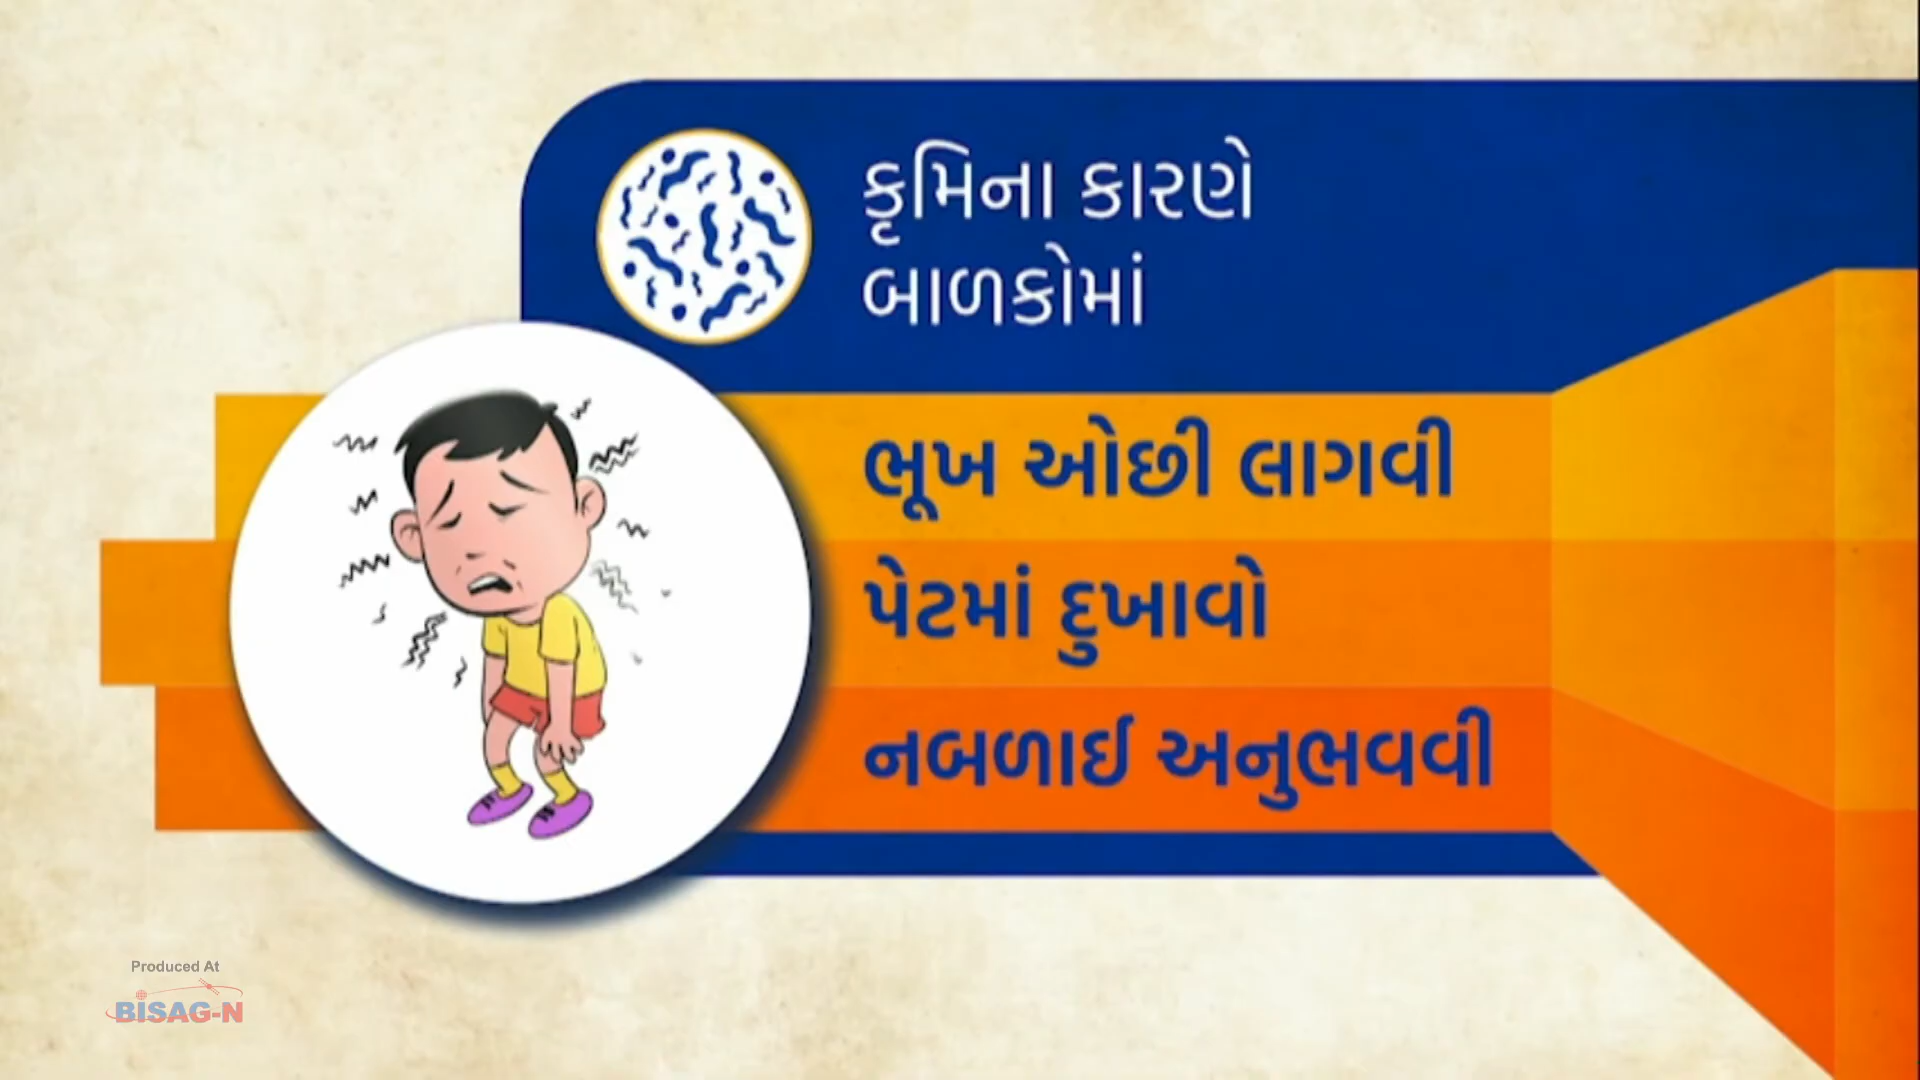 કૃમિના કારણે
બાળકોમાં
ભૂખ ઓછી લાગવી
પેટમાં દુખાવો
નબળાઈ અનુભવવી
Produced At
BISAG-N